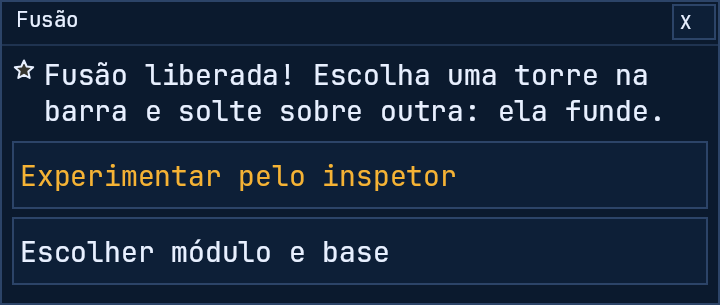 Fusão
X
Fusão liberada! Escolha uma torre na
barra e solte sobre outra: ela funde.
Experimentar pelo inspetor
Escolher módulo e base